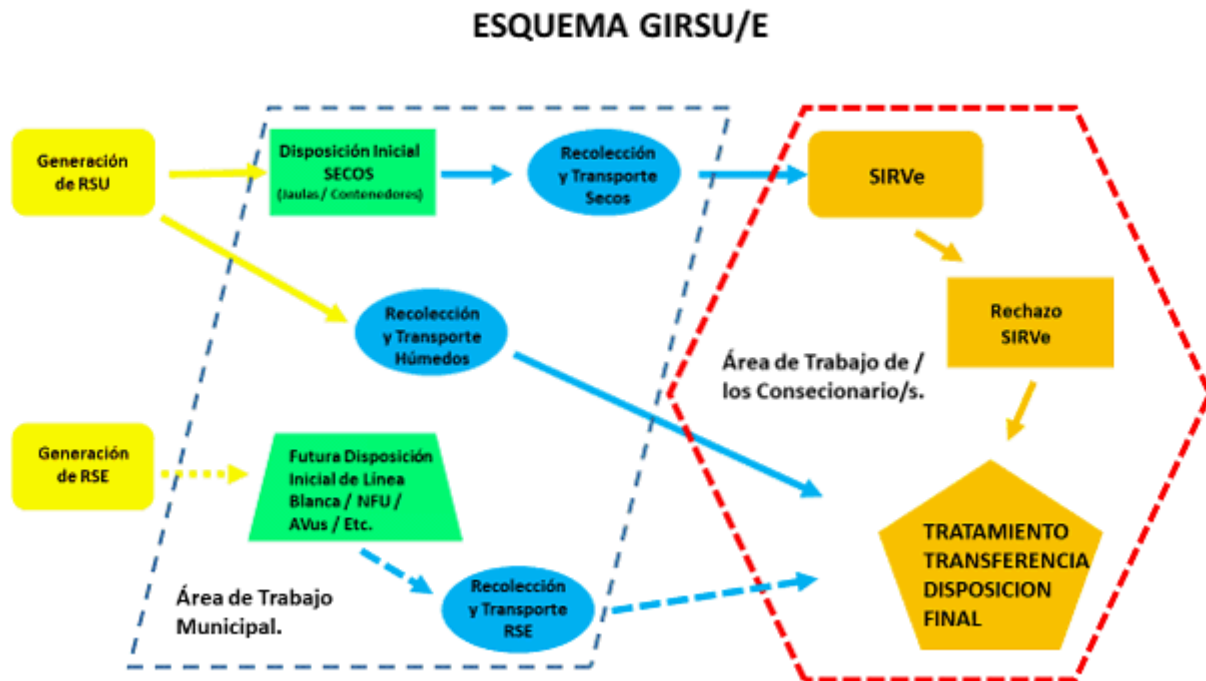 ESQUEMA GIRSU/E
Generación
de RSU
Disposición Inicial
SECOS
(Jaulas / Contenedores)
Recolección
y Transporte
Secos
SIRVe
Recolección
y Transporte
Húmedos
Rechazo
SIRVe
Área de Trabajo de /
los Consecionario/s.
Generación
de RSE
Futura Disposición
Inicial de Línea
Blanca / NFU /
AVus / Etc.
Recolección
y Transporte
RSE
Área de Trabajo
Municipal.
TRATAMIENTO
TRANSFERENCIA
DISPOSICION
FINAL